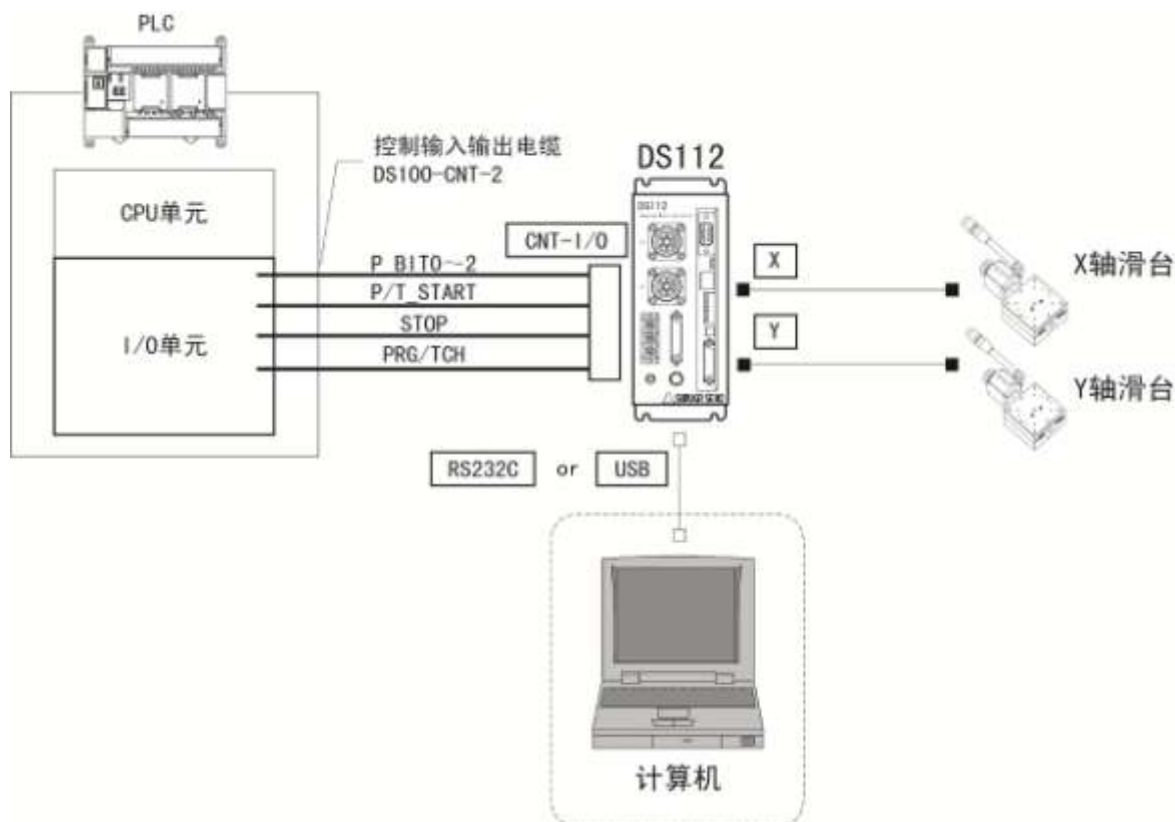 PLC
控制输入输出电缆
DS100-CNT-2
CPU单元
I/O单元
P BIT0~2
P/T_START
STOP
PRG/TCH
CNT-I/O
DS112
DS112
X
Y
X轴滑台
Y轴滑台
RS232C or USB
计算机